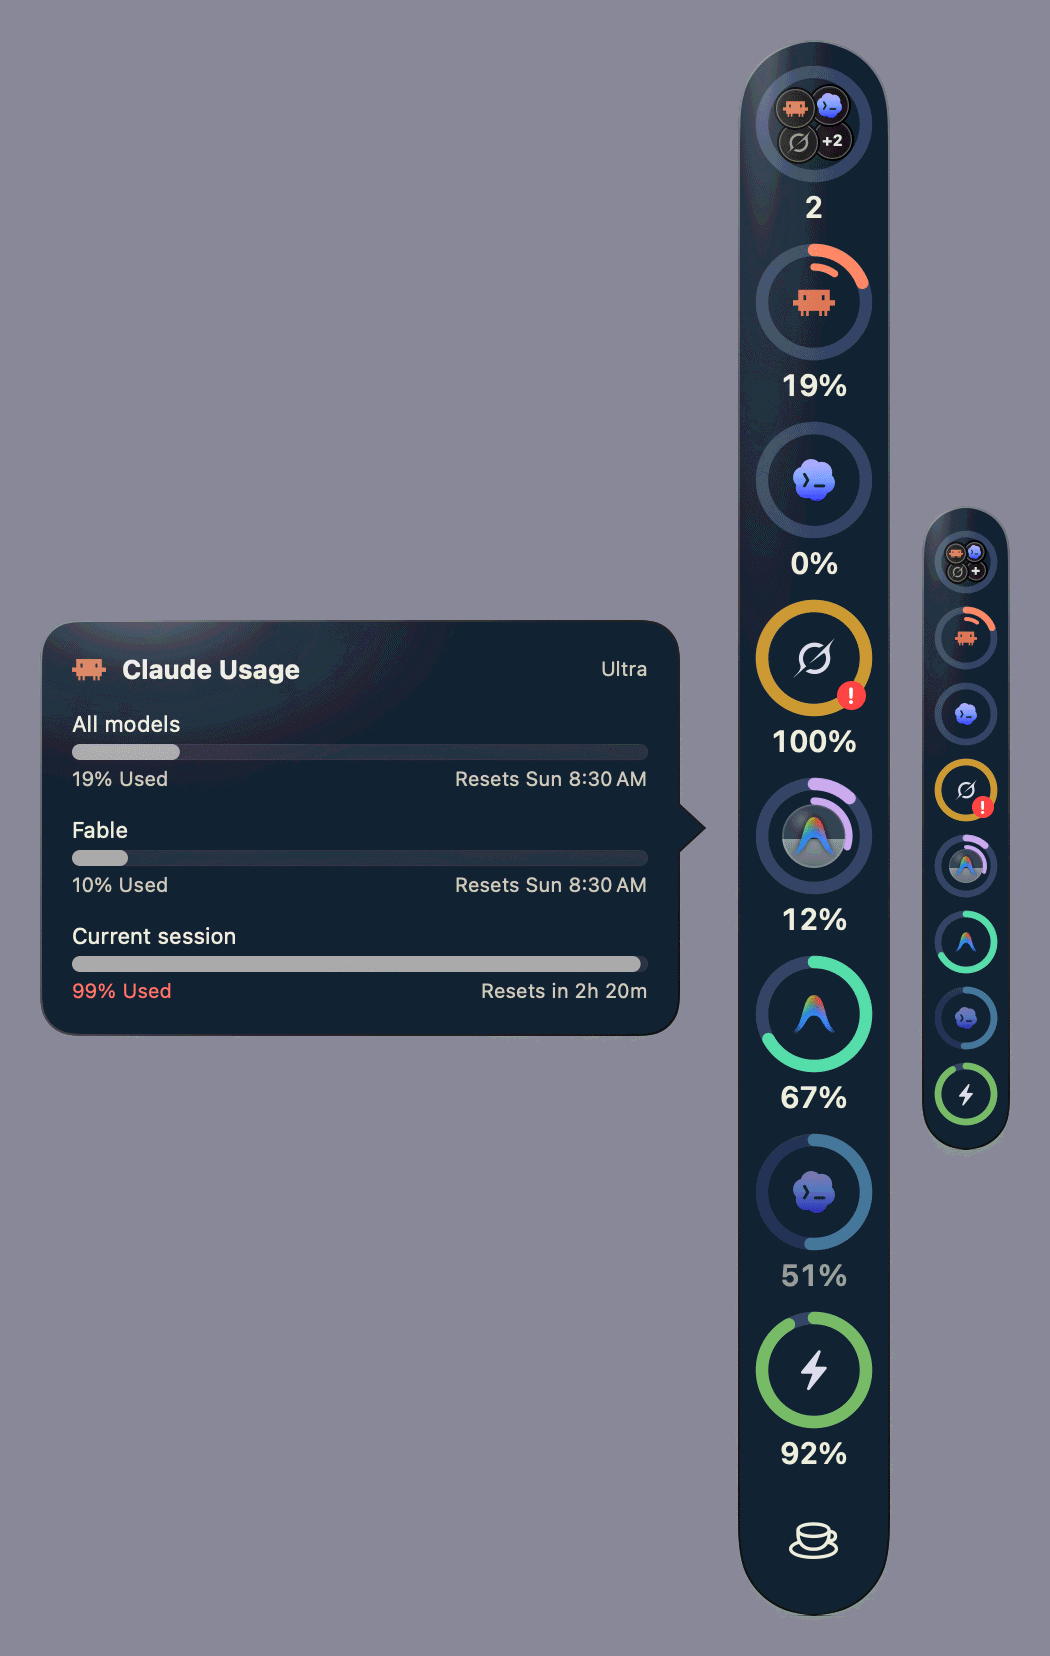 +2
2
19%
0%
!
100%
12%
67%
51%
92%
Claude Usage
Ultra
All models
19% Used
Resets Sun 8:30 AM
Fable
10% Used
Resets Sun 8:30 AM
Current session
99% Used
Resets in 2h 20m
+
!